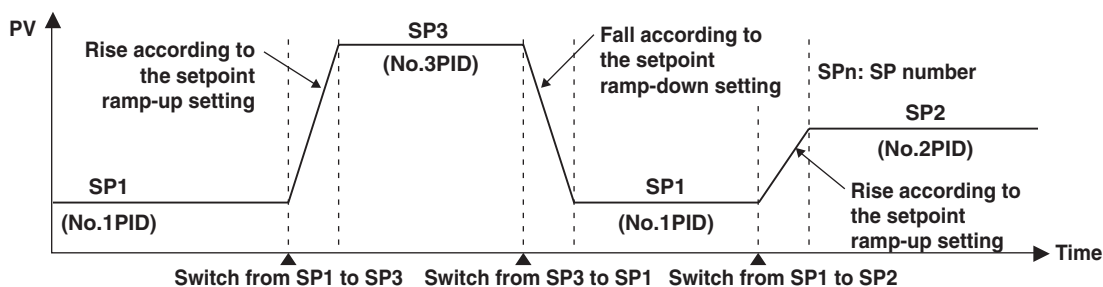 PV
Rise according to
the setpoint
ramp-up setting
SP3
(No.3PID)
Fall according to
the setpoint
ramp-down setting
SPn: SP number
SP2
(No.2PID)
SP1
(No.1PID)
SP1
(No.1PID)
Rise according to
the setpoint
ramp-up setting
Time
Switch from SP1 to SP3
Switch from SP3 to SP1
Switch from SP1 to SP2